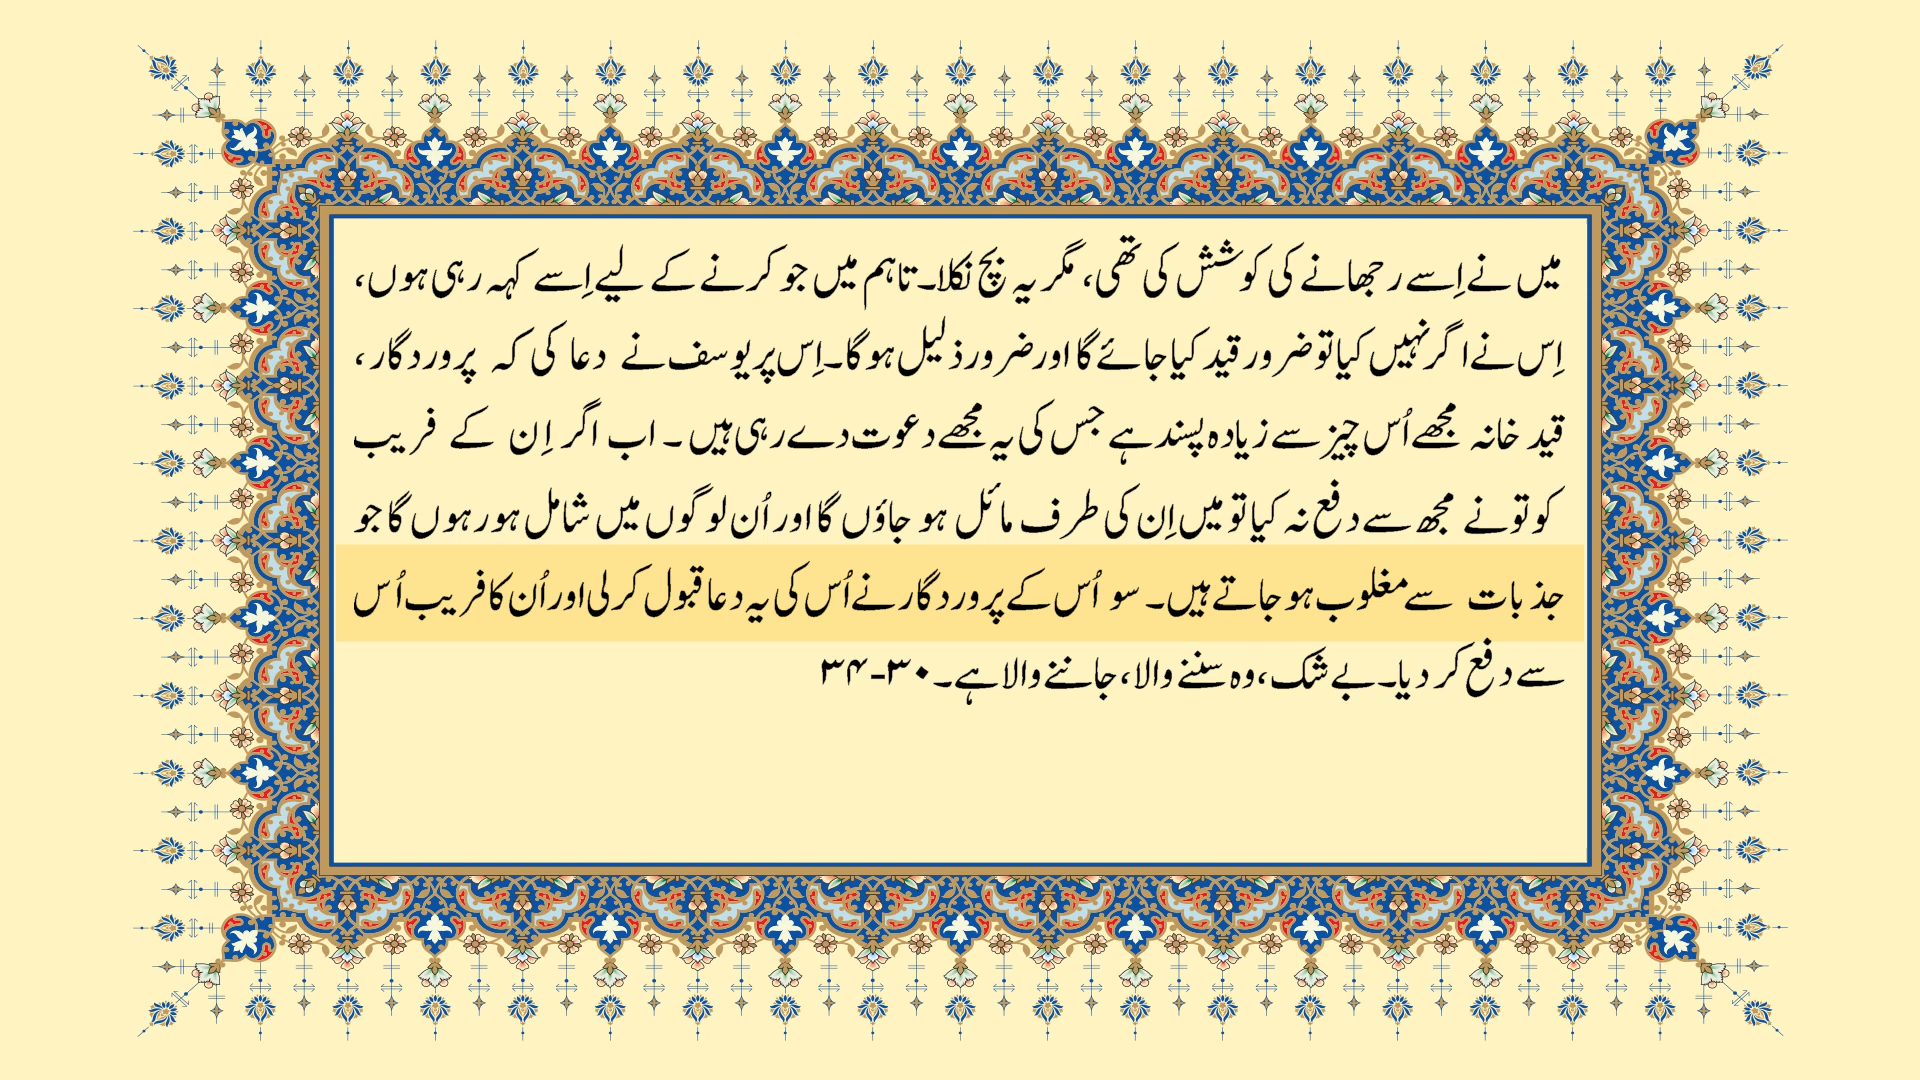 میں نے اِسے رجھانے کی کوشش کی تھی، مگر یہ بچ نکلا۔ تاہم میں جو کرنے کے لیے اِسے کہہ رہی ہوں،
اِس نے اگر نہیں کیا تو ضرور قید کیا جائے گا اور ضرور ذلیل ہو گا۔ اِس پر یوسف نے دعا کی کہ پروردگار،
قید خانہ مجھے اُس چیز سے زیادہ پسند ہے جس کی یہ مجھے دعوت دے رہی ہیں۔ اب اگر اِن کے فریب
کو تو نے مجھ سے دفع نہ کیا تو میں اِن کی طرف مائل ہو جاؤں گا اور اُن لوگوں میں شامل ہو رہوں گا جو
جذبات سے مغلوب ہو جاتے ہیں۔ سو اُس کے پروردگار نے اُس کی یہ دعا قبول کر لی اور اُن کا فریب اُس
سے دفع کر دیا۔ بے شک، وہ سننے والا، جاننے والا ہے۔ ۳۰-۳۴